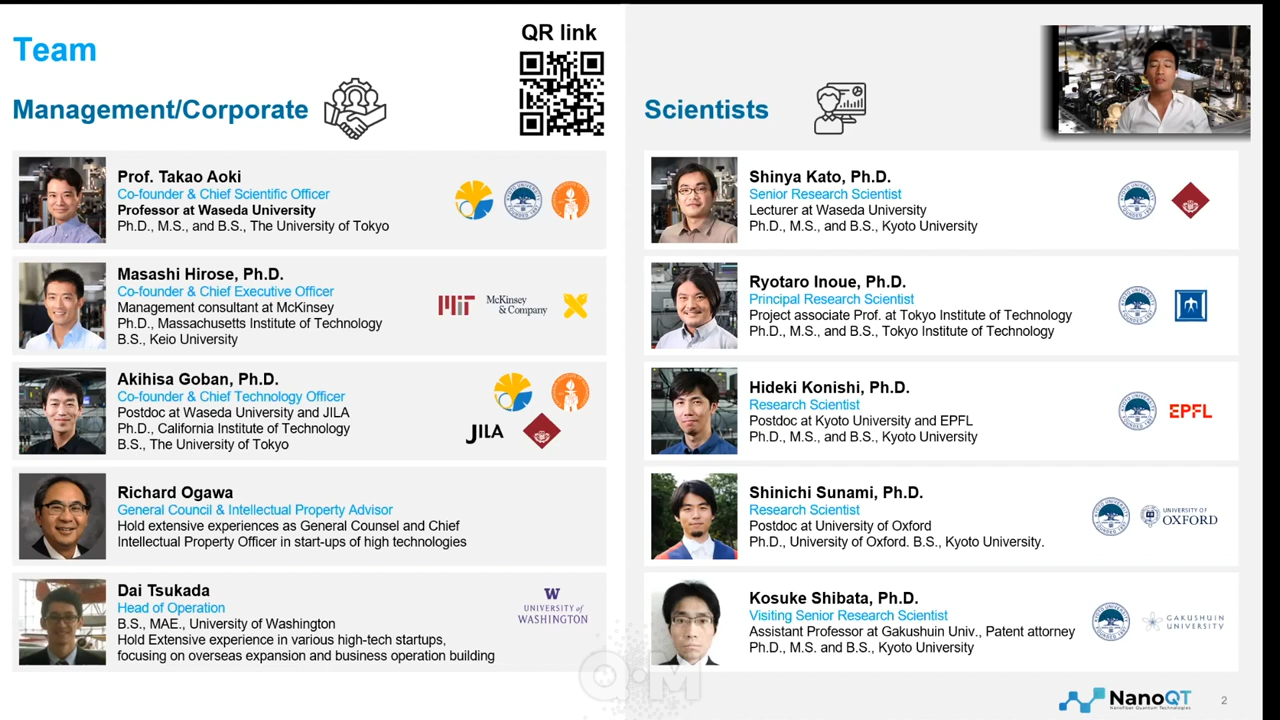 Team
QR link
Management/Corporate
Prof. Takao Aoki
Co-founder & Chief Scientific Officer
Professor at Waseda University
Ph.D., M.S., and B.S., The University of Tokyo
Masashi Hirose, Ph.D.
Co-founder & Chief Executive Officer
Management consultant at McKinsey
Ph.D., Massachusetts Institute of Technology
B.S., Keio University
MIT
McKinsey
& Company
Akihisa Goban, Ph.D.
Co-founder & Chief Technology Officer
Postdoc at Waseda University and JILA
Ph.D., California Institute of Technology
B.S., The University of Tokyo
JILA
Richard Ogawa
General Council & Intellectual Property Advisor
Hold extensive experiences as General Counsel and Chief
Intellectual Property Officer in start-ups of high technologies
Dai Tsukada
Head of Operation
B.S., MAE., University of Washington
Hold Extensive experience in various high-tech startups,
focusing on overseas expansion and business operation building
W
UNIVERSITY of
WASHINGTON
Scientists
Shinya Kato, Ph.D.
Senior Research Scientist
Lecturer at Waseda University
Ph.D., M.S., and B.S., Kyoto University
Ryotaro Inoue, Ph.D.
Principal Research Scientist
Project associate Prof. at Tokyo Institute of Technology
Ph.D., M.S., and B.S., Tokyo Institute of Technology
Hideki Konishi, Ph.D.
Research Scientist
Postdoc at Kyoto University and EPFL
Ph.D., M.S., and B.S., Kyoto University
EPFL
Shinichi Sunami, Ph.D.
Research Scientist
Postdoc at University of Oxford
Ph.D., University of Oxford. B.S., Kyoto University.
UNIVERSITY OF
OXFORD
Kosuke Shibata, Ph.D.
Visiting Senior Research Scientist
Assistant Professor at Gakushuin Univ., Patent attorney
Ph.D., M.S. and B.S., Kyoto University
GAKUSHUIN
UNIVERSITY
Q·M
NanoQT
Nanofiber Quantum Technologies
2